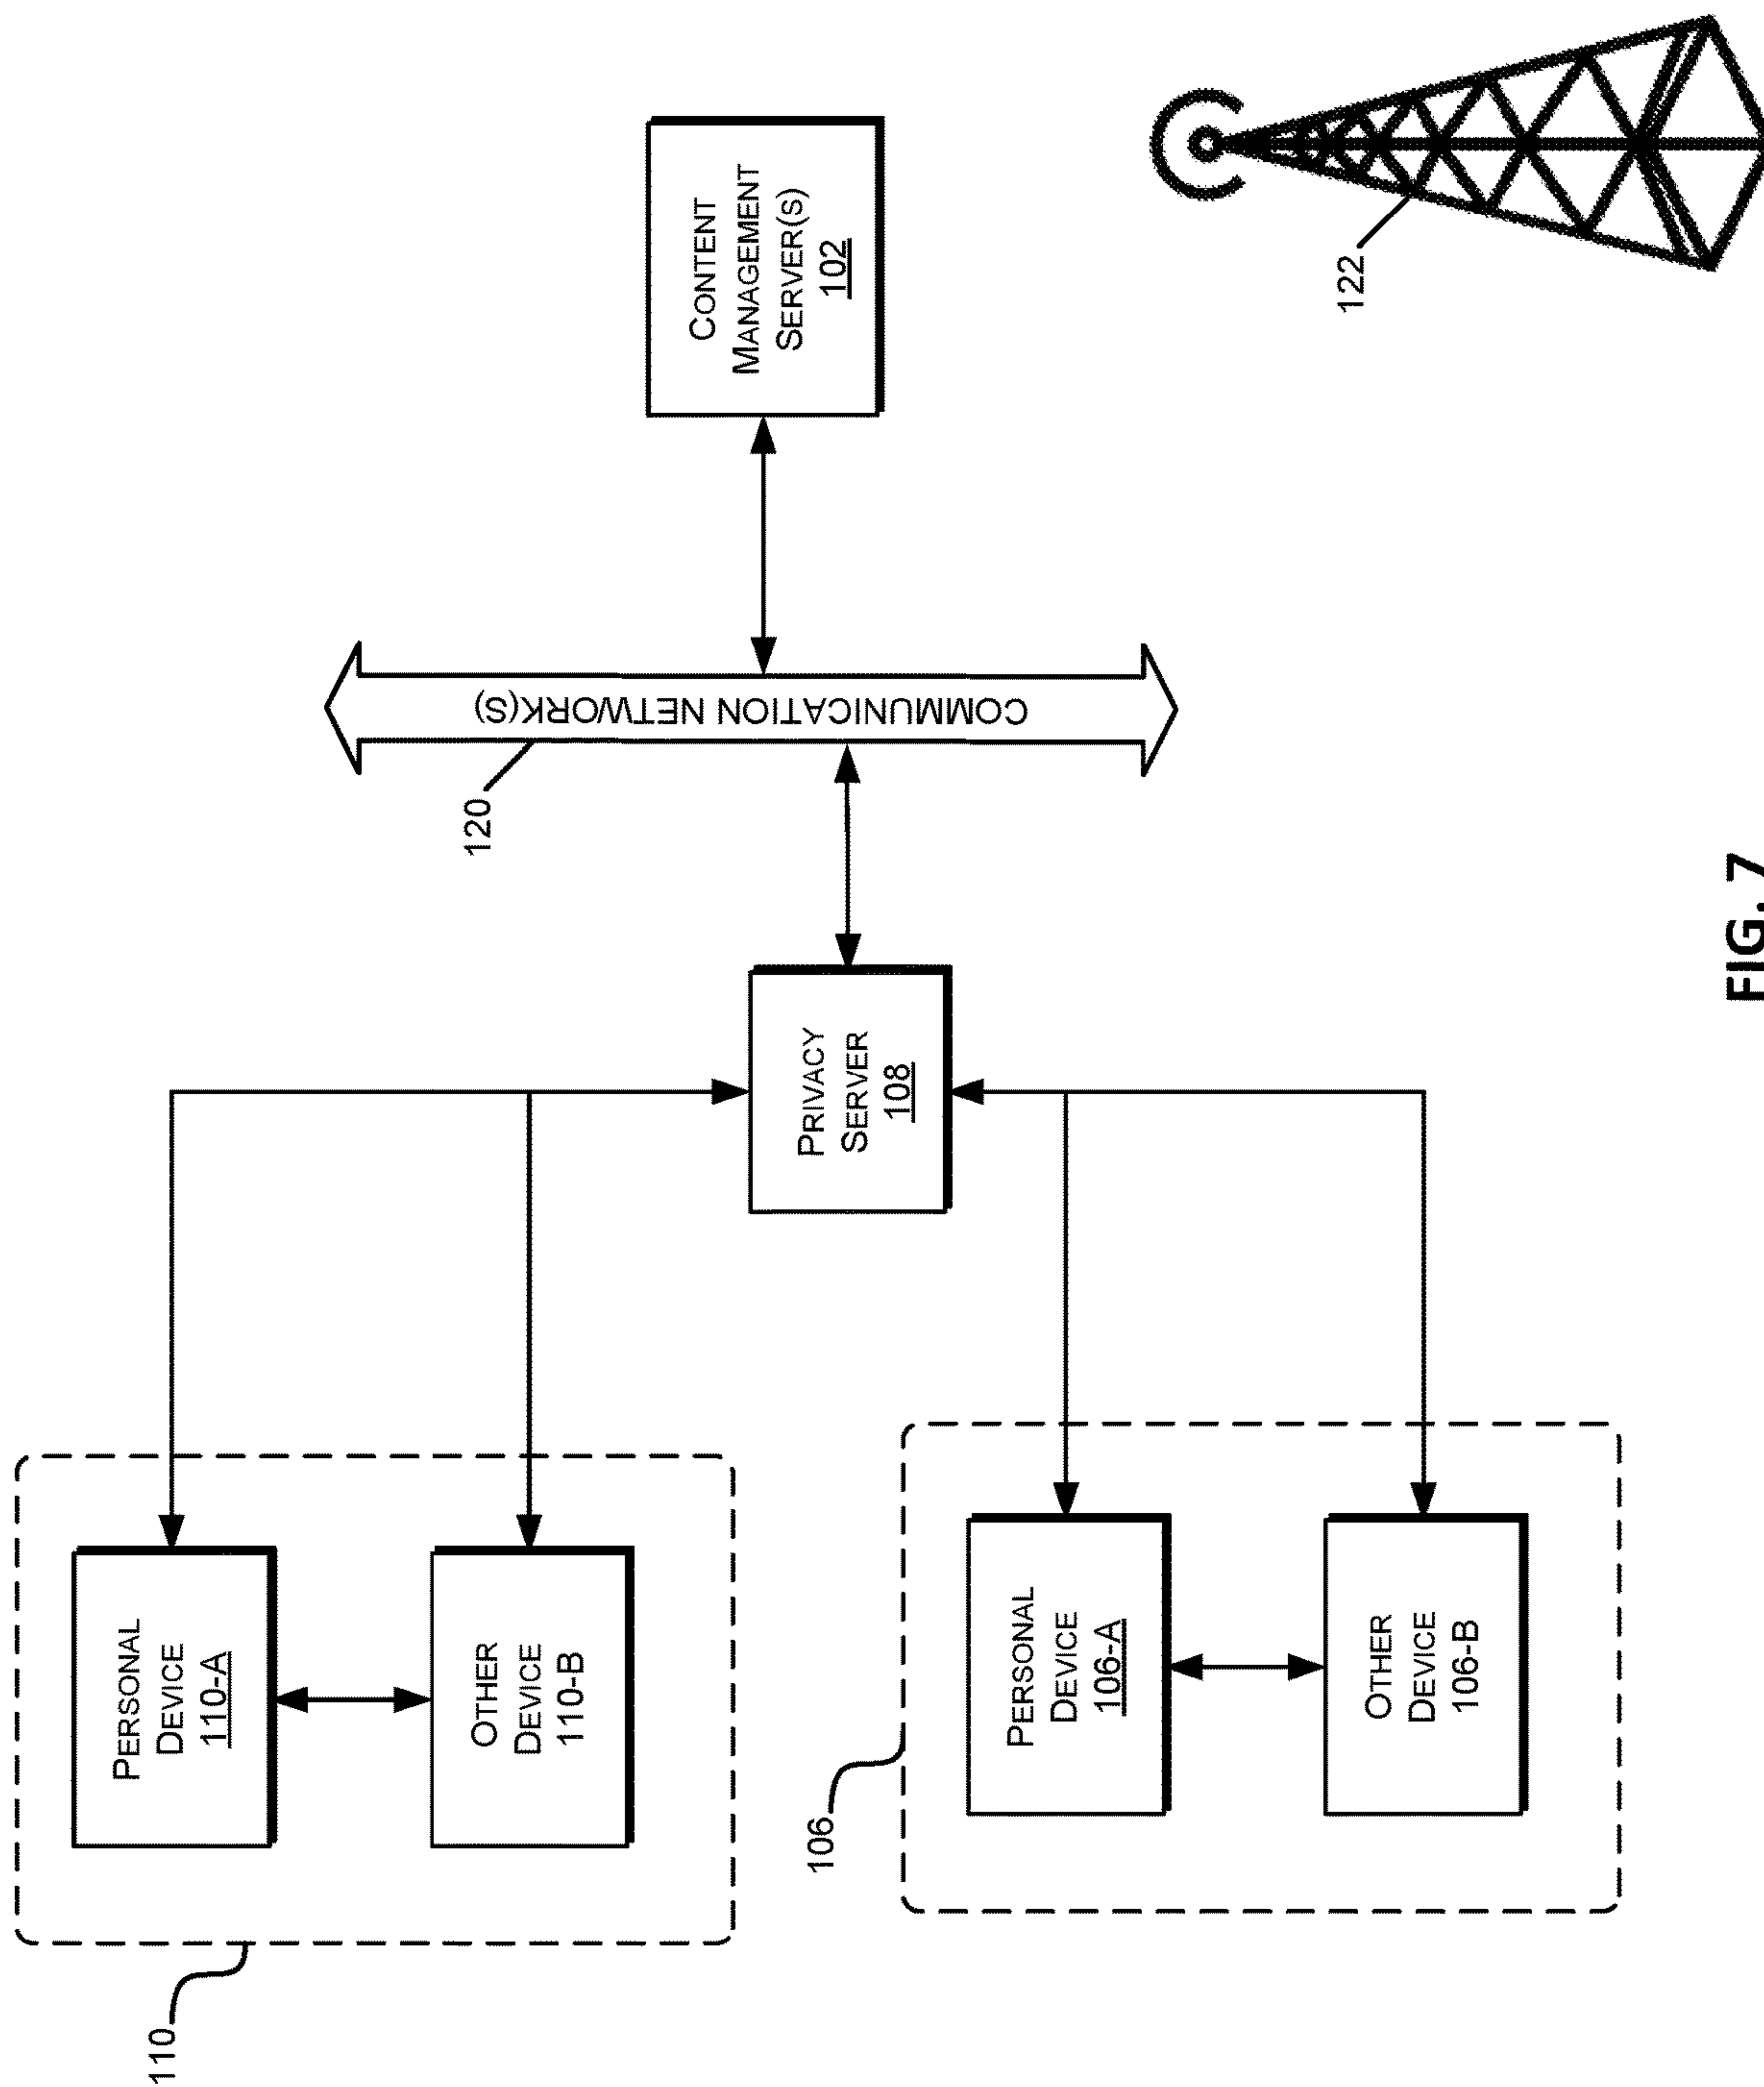 110
PERSONAL
DEVICE
110-A
OTHER
DEVICE
110-B
106
PERSONAL
DEVICE
106-A
OTHER
DEVICE
106-B
PRIVACY
SERVER
108
120
COMMUNICATION NETWORK(S)
CONTENT
MANAGEMENT
SERVER(S)
102
122
FIG. 7